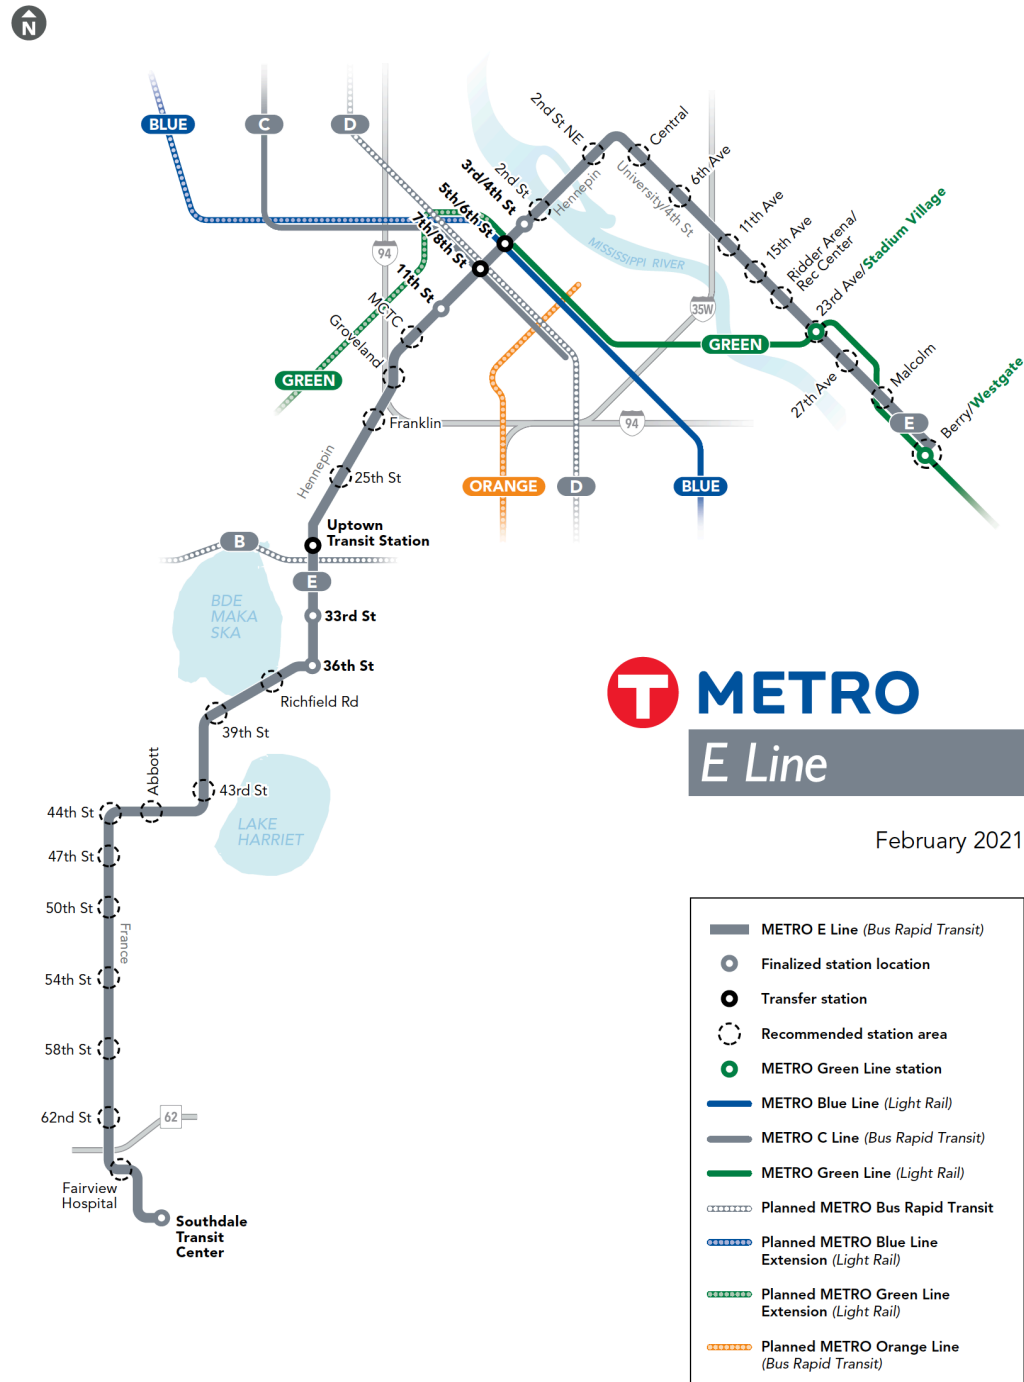 N
BLUE
C
D
2nd St NE
Central
6th Ave
11th Ave
15th Ave
Ridder Arena/
Rec Center
23rd Ave/Stadium Village
2nd St
Hennepin
University/4th St
3rd/4th St
5th/6th St
7th/8th St
11th St
MCTC
Groveland
94
MISSISSIPPI RIVER
35W
GREEN
GREEN
27th Ave
Malcolm
E
Berry/Westgate
Franklin
94
Hennepin
25th St
ORANGE
D
BLUE
Uptown
Transit Station
B
E
BDE
MAKA
SKA
33rd St
36th St
Richfield Rd
39th St
Abbott
43rd St
44th St
LAKE
HARRIET
47th St
50th St
France
54th St
58th St
62nd St
62
Fairview
Hospital
Southdale
Transit
Center
T METRO
E Line
February 2021
METRO E Line (Bus Rapid Transit)
Finalized station location
Transfer station
Recommended station area
METRO Green Line station
METRO Blue Line (Light Rail)
METRO C Line (Bus Rapid Transit)
METRO Green Line (Light Rail)
Planned METRO Bus Rapid Transit
Planned METRO Blue Line
Extension (Light Rail)
Planned METRO Green Line
Extension (Light Rail)
Planned METRO Orange Line
(Bus Rapid Transit)